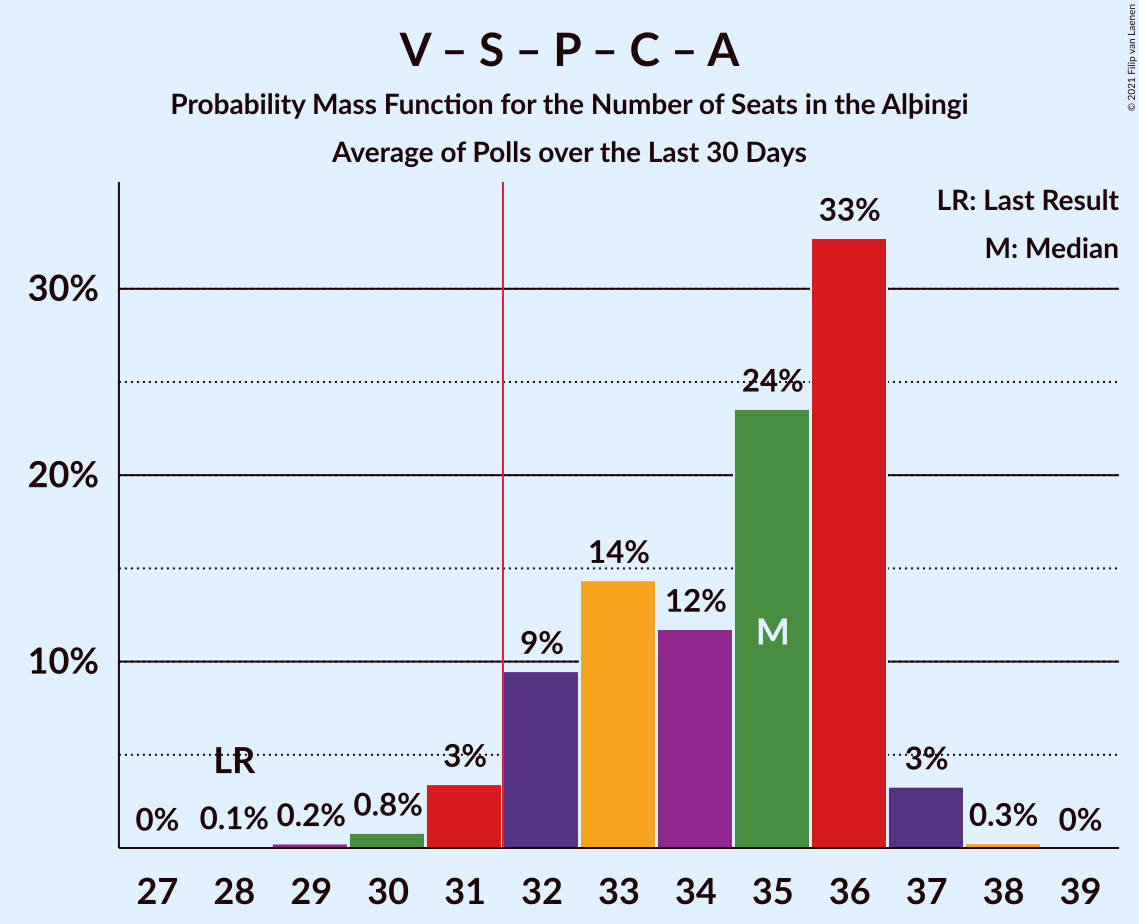 V – S – P – C – A
Probability Mass Function for the Number of Seats in the Alþingi
Average of Polls over the Last 30 Days
© 2021 Filip van Laenen
LR: Last Result
M: Median
33%
30%
24%
20%
14%
12%
M
9%
10%
LR
3%
3%
0%
0.1%
0.2%
0.8%
0.3%
0%
27 28 29 30 31 32 33 34 35 36 37 38 39